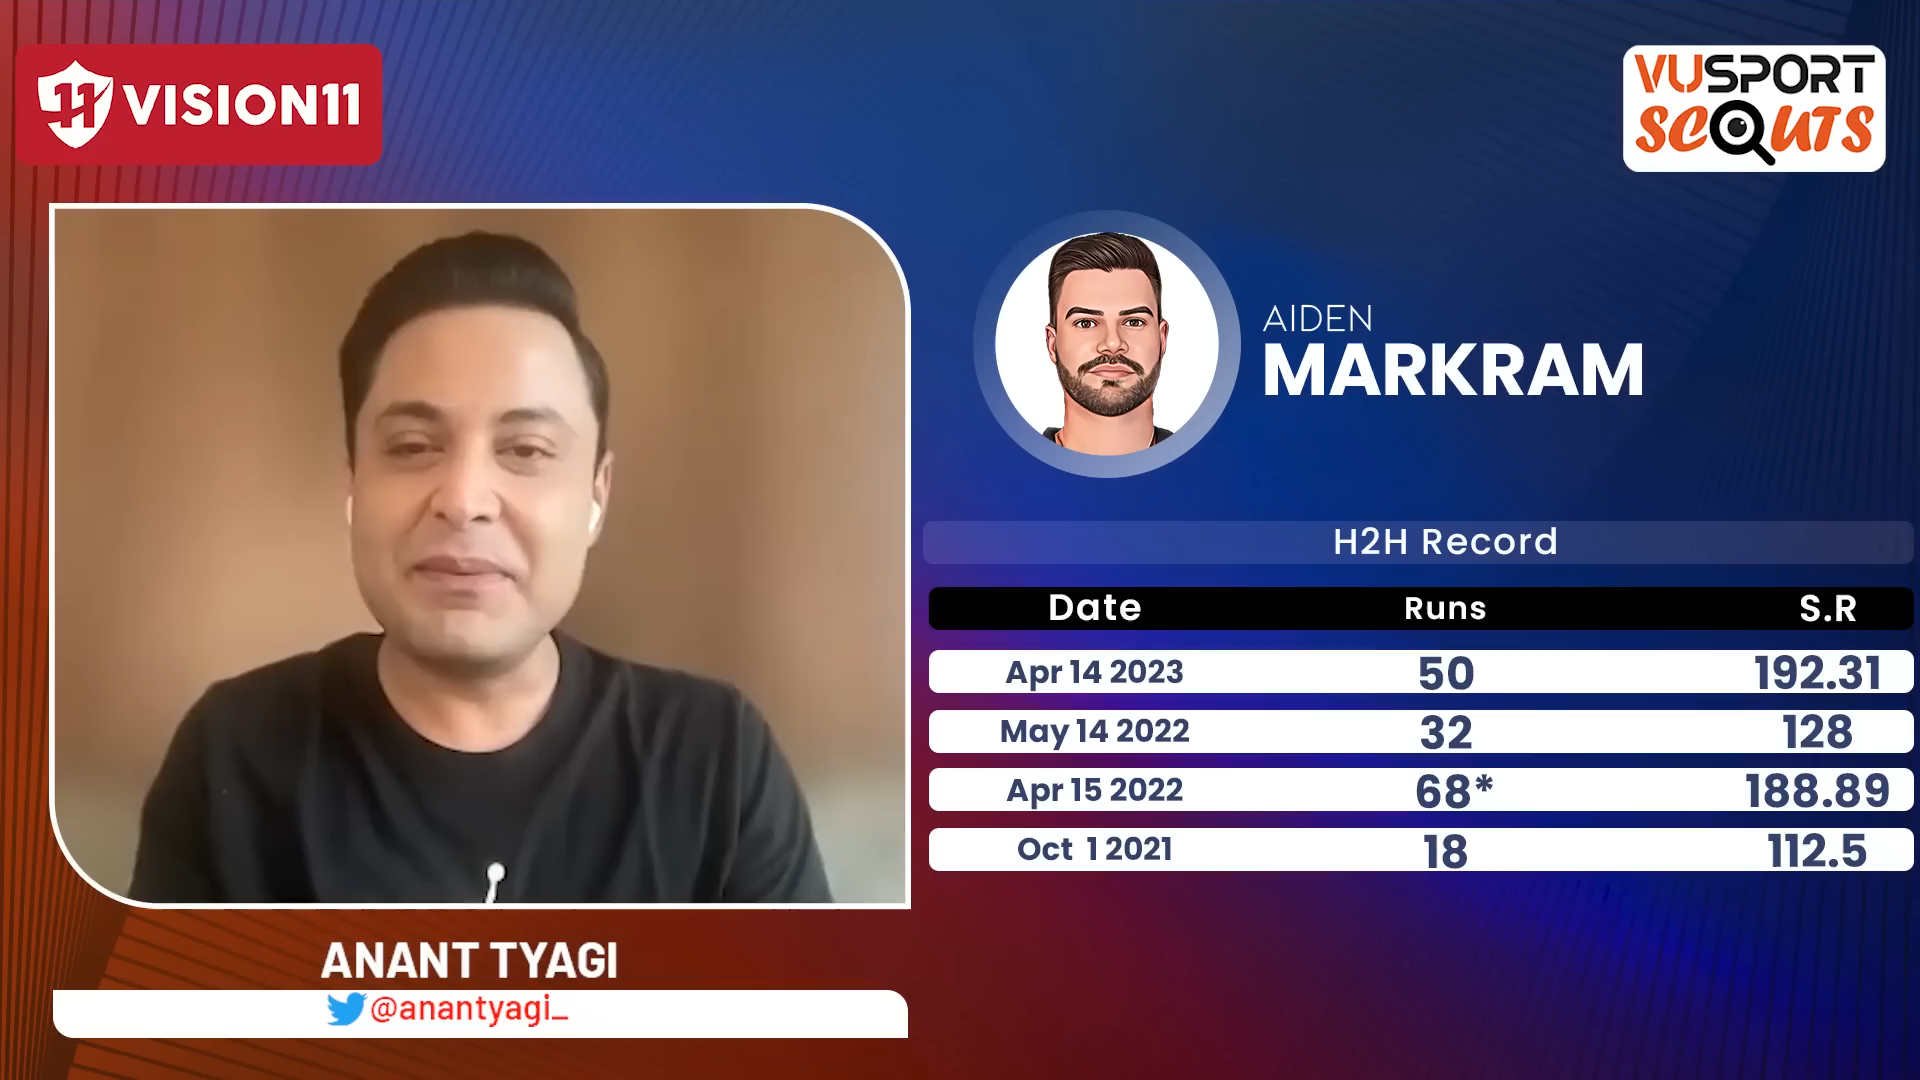 11 VISION11
VUSPORT
SCOUTS
AIDEN
MARKRAM
H2H Record
Date Runs S.R
Apr 14 2023 50 192.31
May 14 2022 32 128
Apr 15 2022 68* 188.89
Oct 1 2021 18 112.5
ANANT TYAGI
@anantyagi_